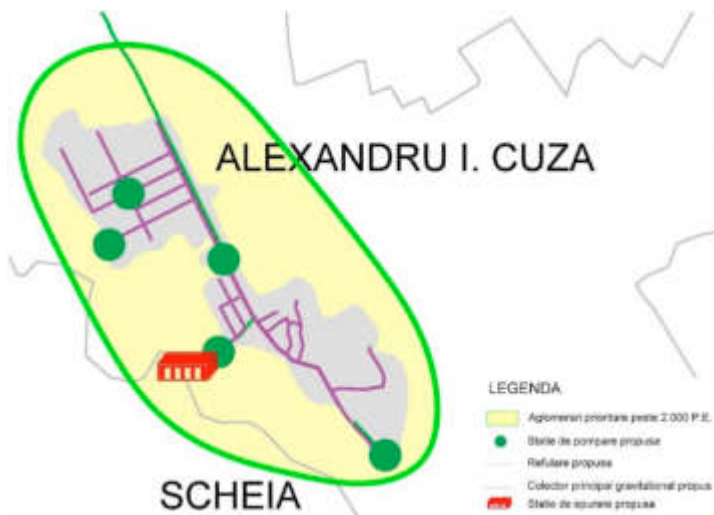 ALEXANDRU I. CUZA
SCHEIA
LEGENDA
Aglomerari prioritare peste 2.000 P.E.
Statie de pompare propusa
Refulare propusa
Colector principal gravitational propus
Statie de epurare propusa